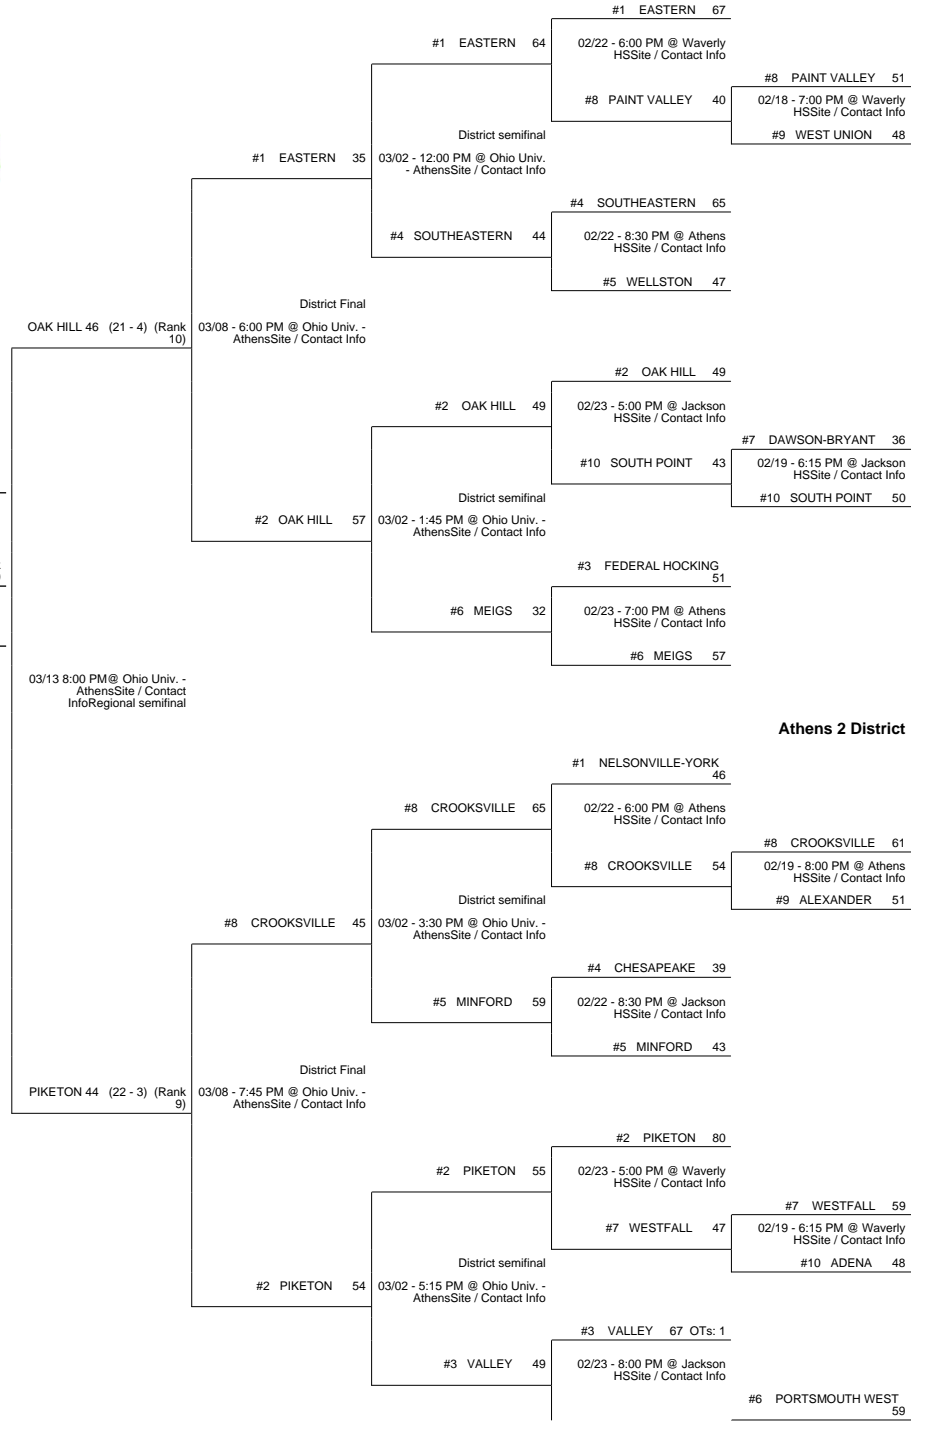 #1 EASTERN 67
#1 EASTERN 64
02/22 - 6:00 PM @ Waverly
HSSite / Contact Info
#8 PAINT VALLEY 51
#8 PAINT VALLEY 40
02/18 - 7:00 PM @ Waverly
HSSite / Contact Info
#9 WEST UNION 48
District semifinal
#1 EASTERN 35
03/02 - 12:00 PM @ Ohio Univ.
- AthensSite / Contact Info
#4 SOUTHEASTERN 65
#4 SOUTHEASTERN 44
02/22 - 8:30 PM @ Athens
HSSite / Contact Info
#5 WELLSTON 47
District Final
OAK HILL 46 (21 - 4) (Rank
10)
03/08 - 6:00 PM @ Ohio Univ. -
AthensSite / Contact Info
#2 OAK HILL 49
#2 OAK HILL 49
02/23 - 5:00 PM @ Jackson
HSSite / Contact Info
#7 DAWSON-BRYANT 36
#10 SOUTH POINT 43
02/19 - 6:15 PM @ Jackson
HSSite / Contact Info
#10 SOUTH POINT 50
District semifinal
#2 OAK HILL 57
03/02 - 1:45 PM @ Ohio Univ. -
AthensSite / Contact Info
#3 FEDERAL HOCKING
51
#6 MEIGS 32
02/23 - 7:00 PM @ Athens
HSSite / Contact Info
#6 MEIGS 57
03/13 8:00 PM@ Ohio Univ. -
AthensSite / Contact
InfoRegional semifinal
Athens 2 District
#1 NELSONVILLE-YORK
46
#8 CROOKSVILLE 65
02/22 - 6:00 PM @ Athens
HSSite / Contact Info
#8 CROOKSVILLE 61
#8 CROOKSVILLE 54
02/19 - 8:00 PM @ Athens
HSSite / Contact Info
#9 ALEXANDER 51
District semifinal
#8 CROOKSVILLE 45
03/02 - 3:30 PM @ Ohio Univ. -
AthensSite / Contact Info
#4 CHESAPEAKE 39
#5 MINFORD 59
02/22 - 8:30 PM @ Jackson
HSSite / Contact Info
#5 MINFORD 43
District Final
PIKETON 44 (22 - 3) (Rank
9)
03/08 - 7:45 PM @ Ohio Univ. -
AthensSite / Contact Info
#2 PIKETON 80
#2 PIKETON 55
02/23 - 5:00 PM @ Waverly
HSSite / Contact Info
#7 WESTFALL 59
#7 WESTFALL 47
02/19 - 6:15 PM @ Waverly
HSSite / Contact Info
#10 ADENA 48
District semifinal
#2 PIKETON 54
03/02 - 5:15 PM @ Ohio Univ. -
AthensSite / Contact Info
#3 VALLEY 67 OTs: 1
#3 VALLEY 49
02/23 - 8:00 PM @ Jackson
HSSite / Contact Info
#6 PORTSMOUTH WEST
59